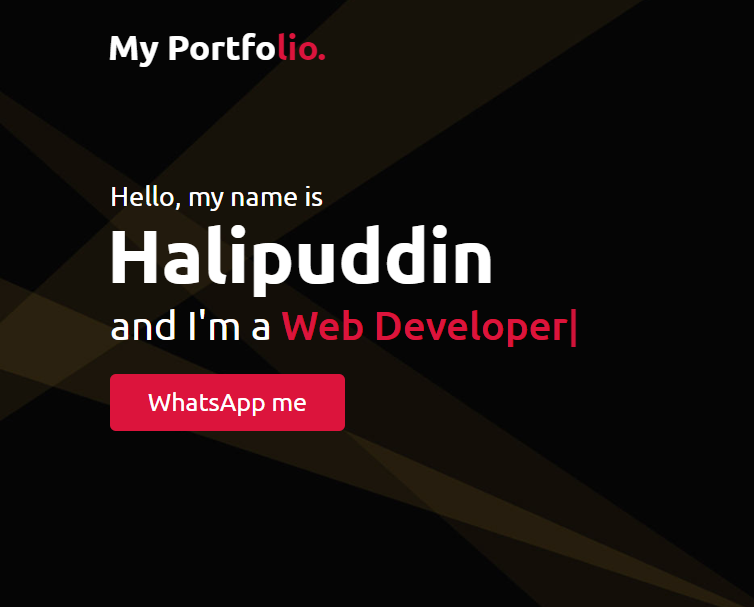 My Portfolio.
Hello, my name is
Halipuddin
and I'm a Web Developer|
WhatsApp me